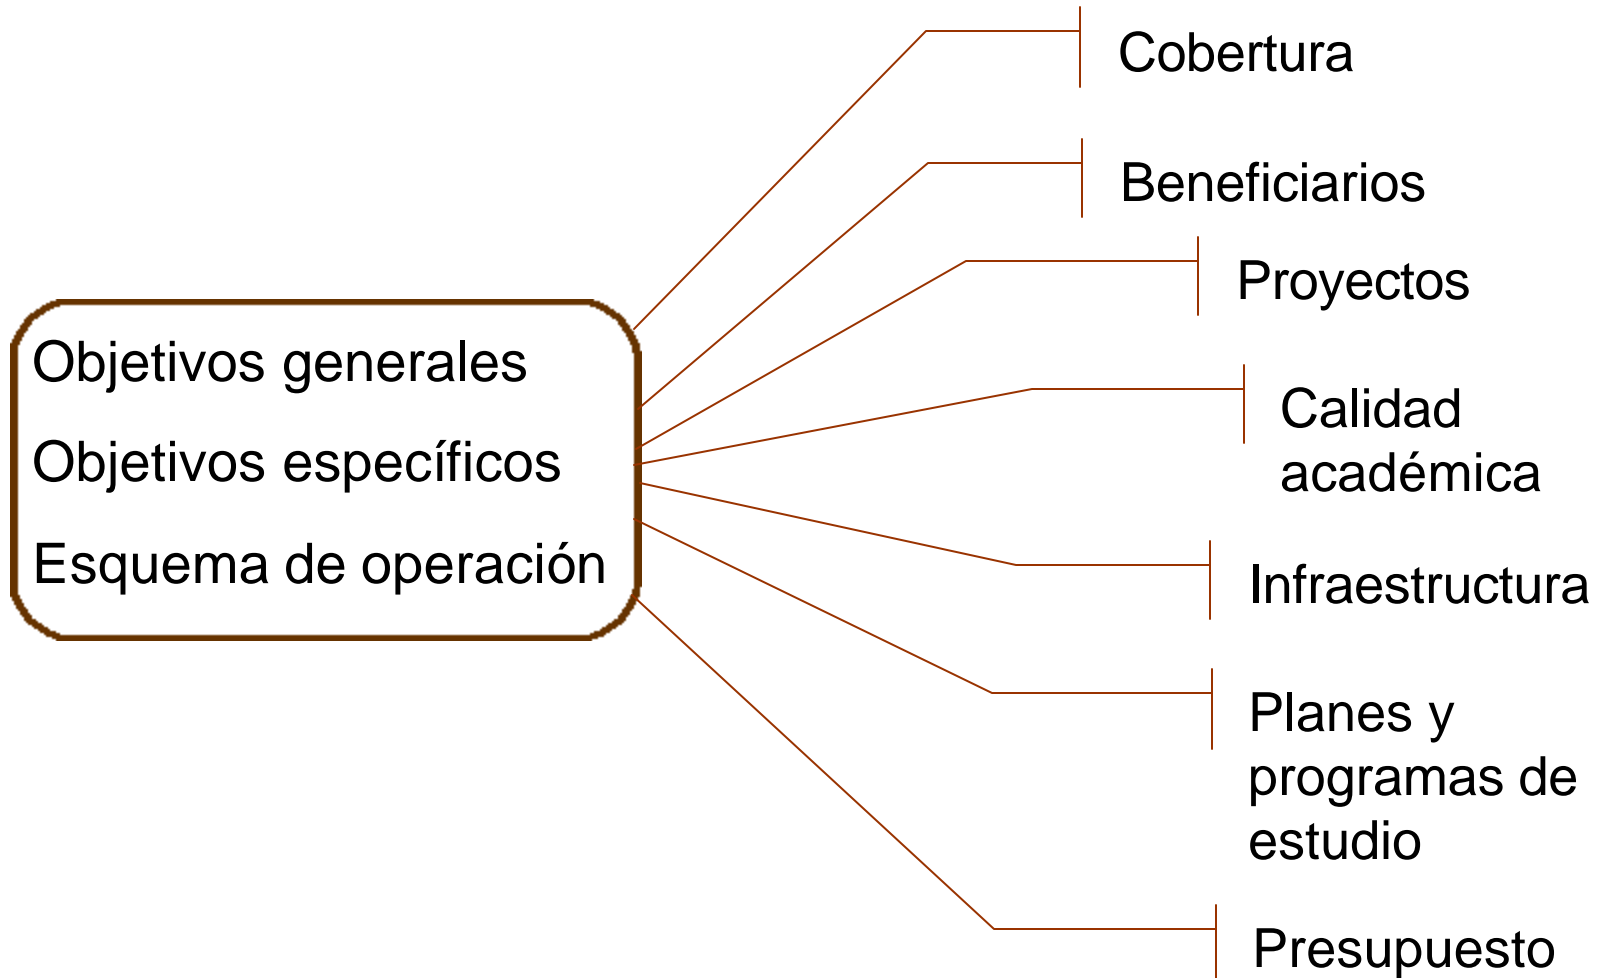 Cobertura
Beneficiarios
Proyectos
Objetivos generales
Objetivos específicos
Esquema de operación
Calidad
académica
Infraestructura
Planes y
programas de
estudio
Presupuesto